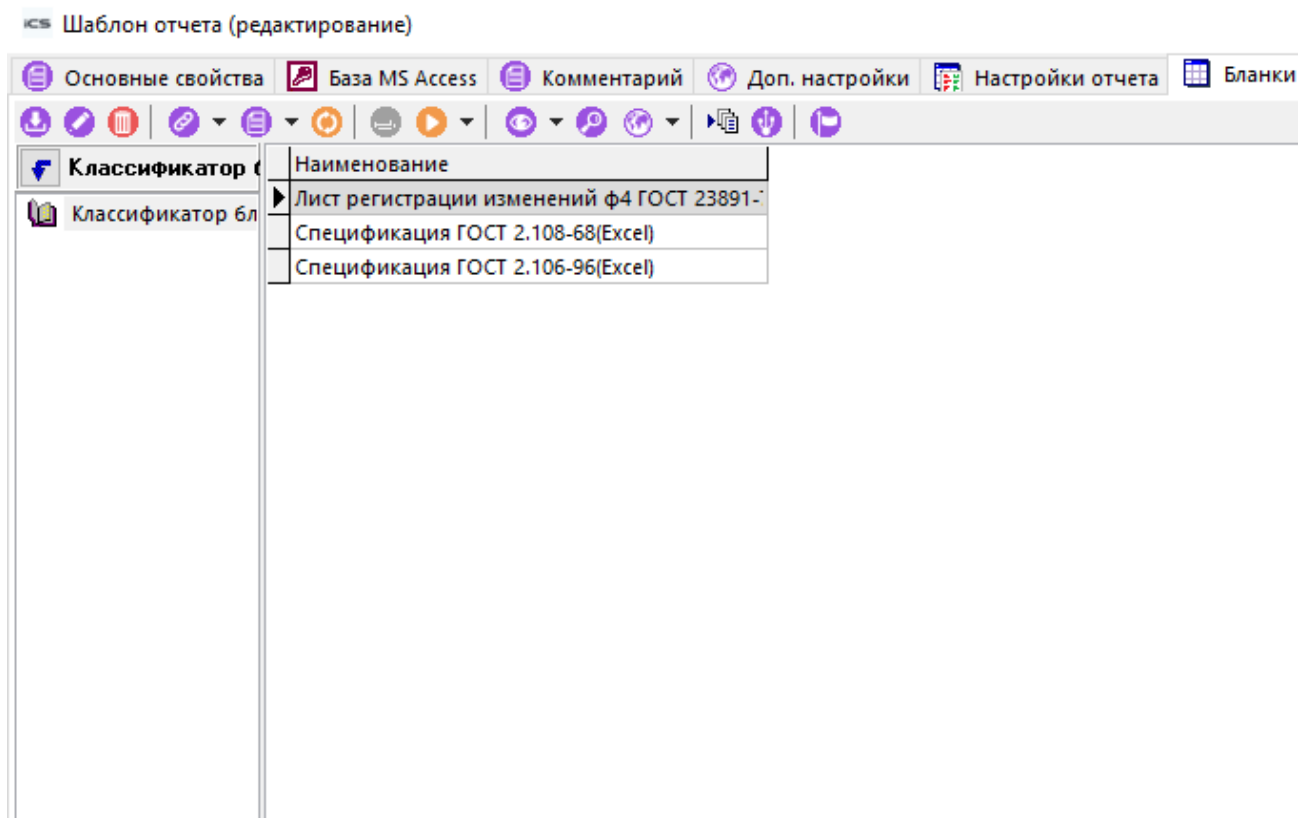 iCS Шаблон отчета (редактирование)
Основные свойства База MS Access Комментарий Доп. настройки Настройки отчета Бланки
Классификатор
Наименование
Классификатор бл
Лист регистрации изменений ф4 ГОСТ 23891-
Спецификация ГОСТ 2.108-68(Excel)
Спецификация ГОСТ 2.106-96(Excel)